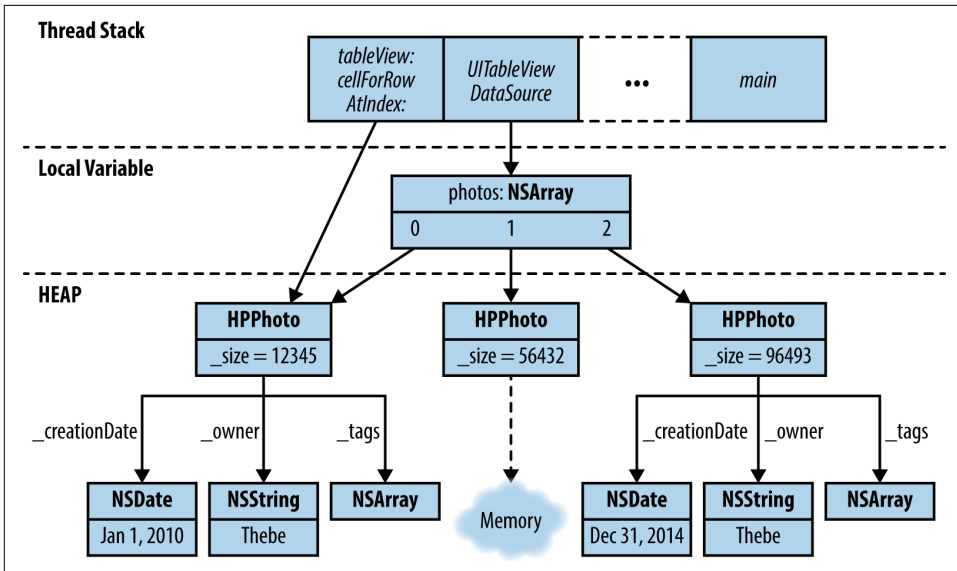 Thread Stack
tableView:
cellForRow
AtIndex:
UITableView
DataSource
...
main
Local Variable
photos: NSArray
0 1 2
HEAP
HPPhoto
_size = 12345
HPPhoto
_size = 56432
HPPhoto
_size = 96493
_creationDate _owner _tags
_creationDate _owner _tags
NSDate
Jan 1, 2010
NSString
Thebe
NSArray
Memory
NSDate
Dec 31, 2014
NSString
Thebe
NSArray